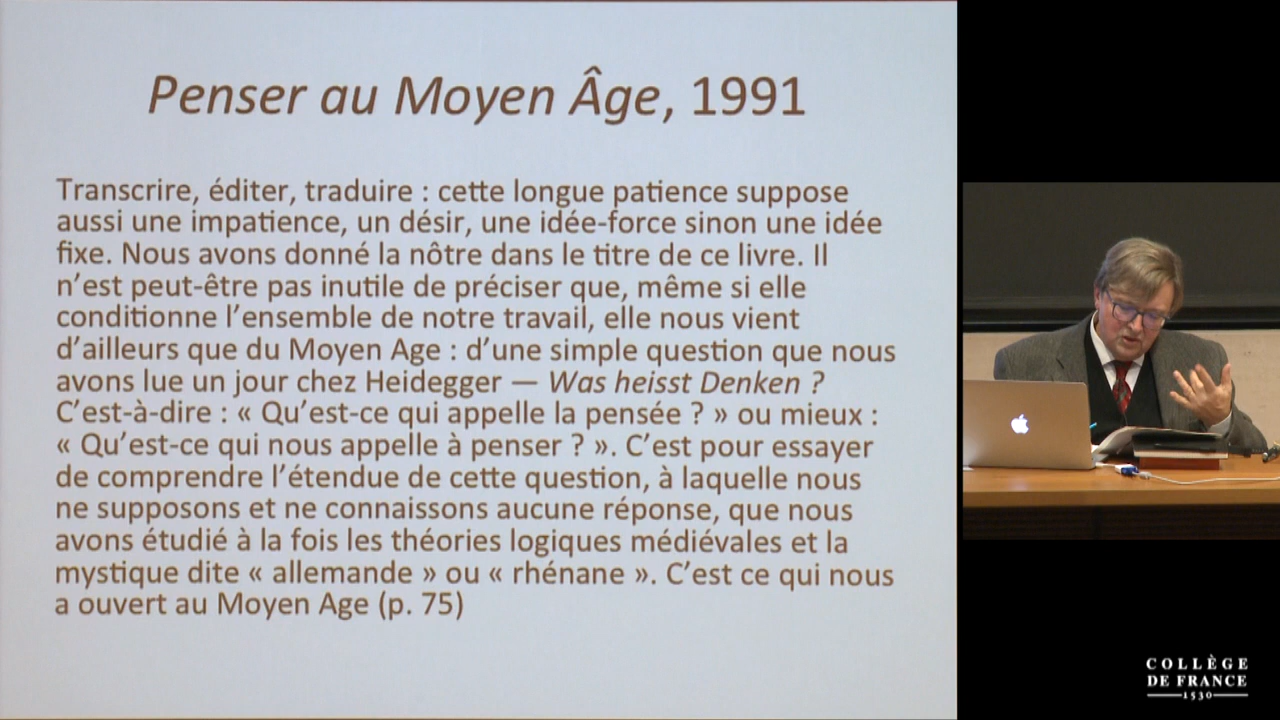 Penser au Moyen Âge, 1991
Transcrire, éditer, traduire : cette longue patience suppose
aussi une impatience, un désir, une idée-force sinon une idée
fixe. Nous avons donné la nôtre dans le titre de ce livre. Il
n’est peut-être pas inutile de préciser que, même si elle
conditionne l’ensemble de notre travail, elle nous vient
d’ailleurs que du Moyen Age : d’une simple question que nous
avons lue un jour chez Heidegger — Was heisst Denken ?
C’est-à-dire : « Qu’est-ce qui appelle la pensée ? » ou mieux :
« Qu’est-ce qui nous appelle à penser ? ». C’est pour essayer
de comprendre l’étendue de cette question, à laquelle nous
ne supposons et ne connaissons aucune réponse, que nous
avons étudié à la fois les théories logiques médiévales et la
mystique dite « allemande » ou « rhénane ». C’est ce qui nous
a ouvert au Moyen Age (p. 75)
COLLÈGE
DE FRANCE
1530